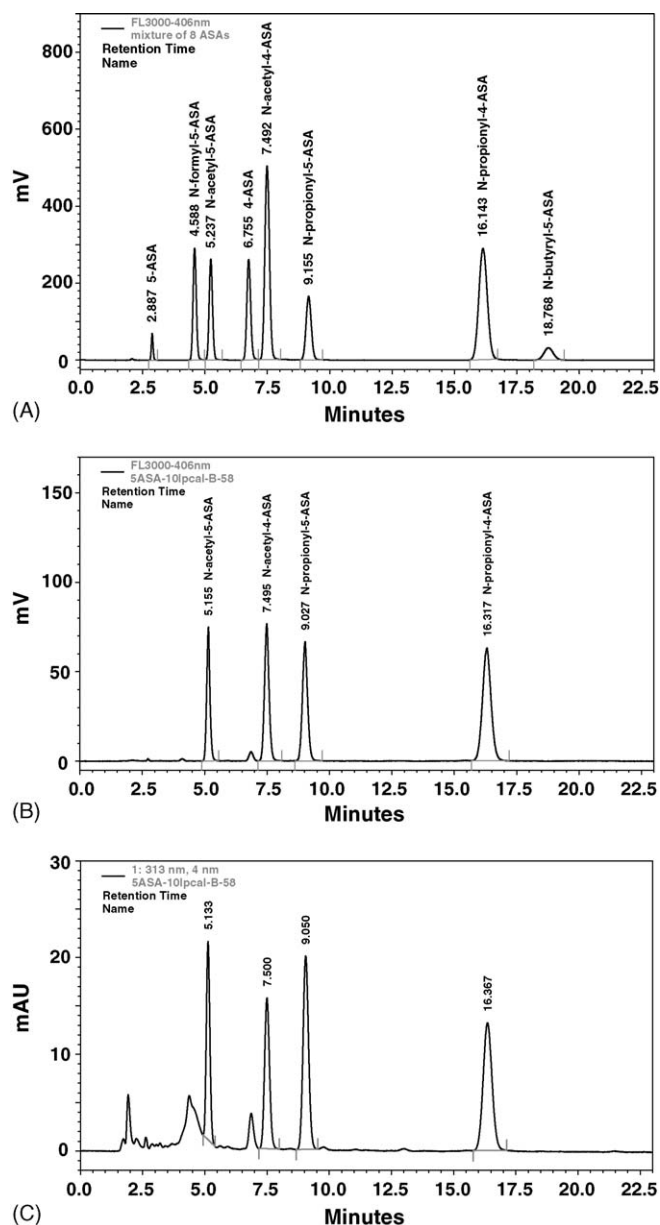 FL3000-406nm
mixture of 8 ASAs
Retention Time
Name
mV
800
600
400
200
0
2.887 5-ASA
4.588 N-formyl-5-ASA
5.237 N-acetyl-5-ASA
6.755 4-ASA
7.492 N-acetyl-4-ASA
9.155 N-propionyl-5-ASA
16.143 N-propionyl-4-ASA
18.768 N-butyryl-5-ASA
0.0 2.5 5.0 7.5 10.0 12.5 15.0 17.5 20.0 22.5
Minutes
(A)
FL3000-406nm
5ASA-10lpcal-B-58
Retention Time
Name
mV
150
100
50
0
5.155 N-acetyl-5-ASA
7.495 N-acetyl-4-ASA
9.027 N-propionyl-5-ASA
16.317 N-propionyl-4-ASA
0.0 2.5 5.0 7.5 10.0 12.5 15.0 17.5 20.0 22.5
Minutes
(B)
1: 313 nm, 4 nm
5ASA-10lpcal-B-58
Retention Time
Name
mAU
30
20
10
0
5.133
7.500
9.050
16.367
0.0 2.5 5.0 7.5 10.0 12.5 15.0 17.5 20.0 22.5
Minutes
(C)